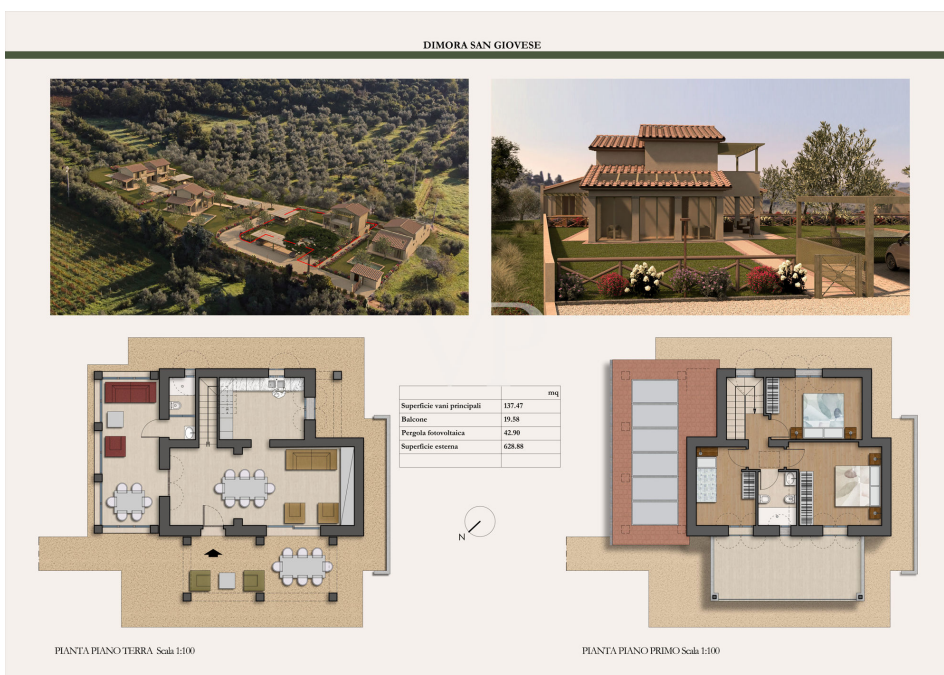 DIMORA SAN GIOVESE
mq
Superficie vani principali 137.47
Balcone 19.58
Pergola fotovoltaica 42.90
Superficie esterna 628.88
N
PIANTA PIANO TERRA Scala 1:100
PIANTA PIANO PRIMO Scala 1:100